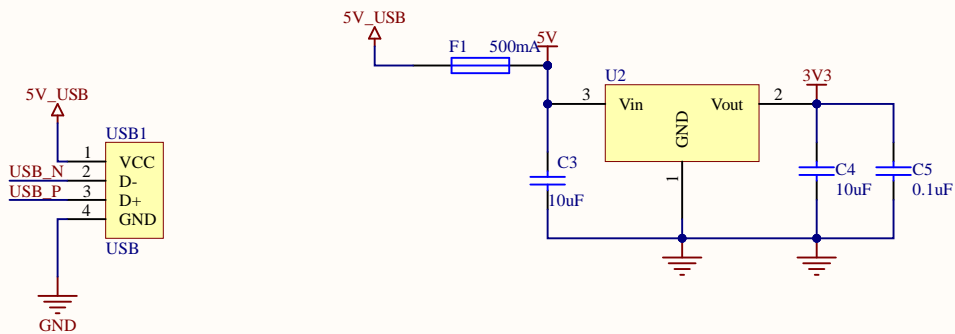 5V_USB
F1 500mA
5V
U2
3 Vin Vout 2
3V3
GND
1
C3
10uF
C4
10uF
C5
0.1uF
5V_USB
USB1
1 VCC
USB_N 2 D-
USB_P 3 D+
4 GND
USB
GND